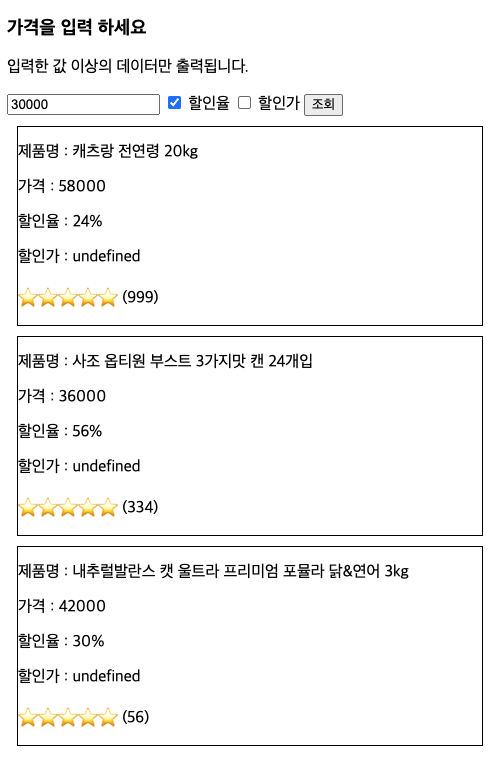 가격을 입력 하세요
입력한 값 이상의 데이터만 출력됩니다.
30000 할인율 할인가 조회
제품명 : 캐츠랑 전연령 20kg
가격 : 58000
할인율 : 24%
할인가 : undefined
(999)
제품명 : 사조 옵티원 부스트 3가지맛 캔 24개입
가격 : 36000
할인율 : 56%
할인가 : undefined
(334)
제품명 : 내추럴발란스 캣 울트라 프리미엄 포뮬라 닭&연어 3kg
가격 : 42000
할인율 : 30%
할인가 : undefined
(56)